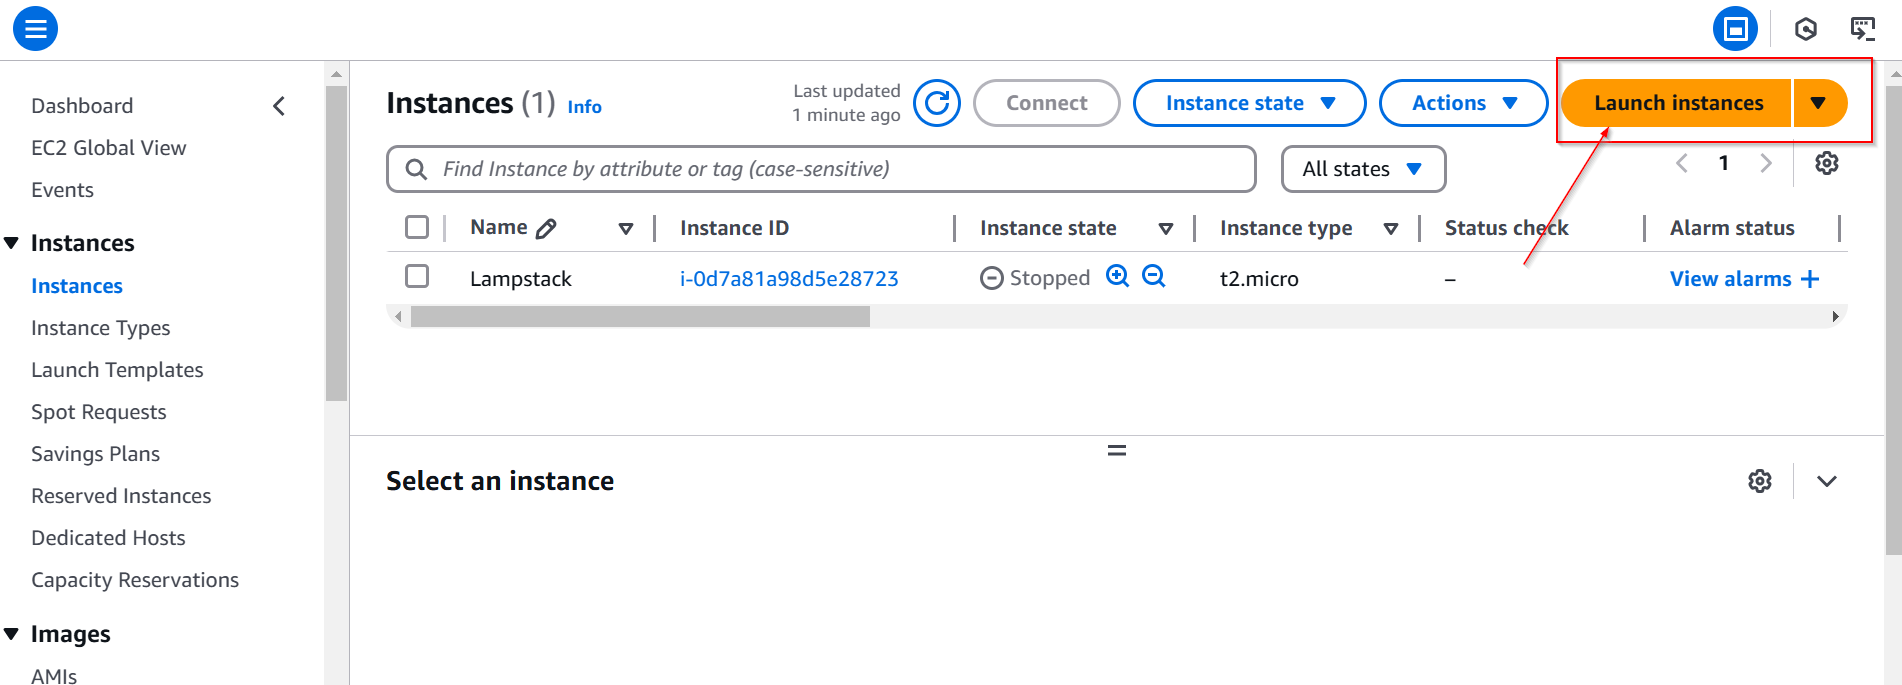 Dashboard
EC2 Global View
Events
Instances
Instances
Instance Types
Launch Templates
Spot Requests
Savings Plans
Reserved Instances
Dedicated Hosts
Capacity Reservations
Images
AMIs
Instances (1) Info
Last updated
1 minute ago
Connect
Instance state
Actions
Launch instances
Find Instance by attribute or tag (case-sensitive)
All states
1
Name Instance ID Instance state Instance type Status check Alarm status
Lampstack i-0d7a81a98d5e28723 Stopped t2.micro – View alarms +
Select an instance